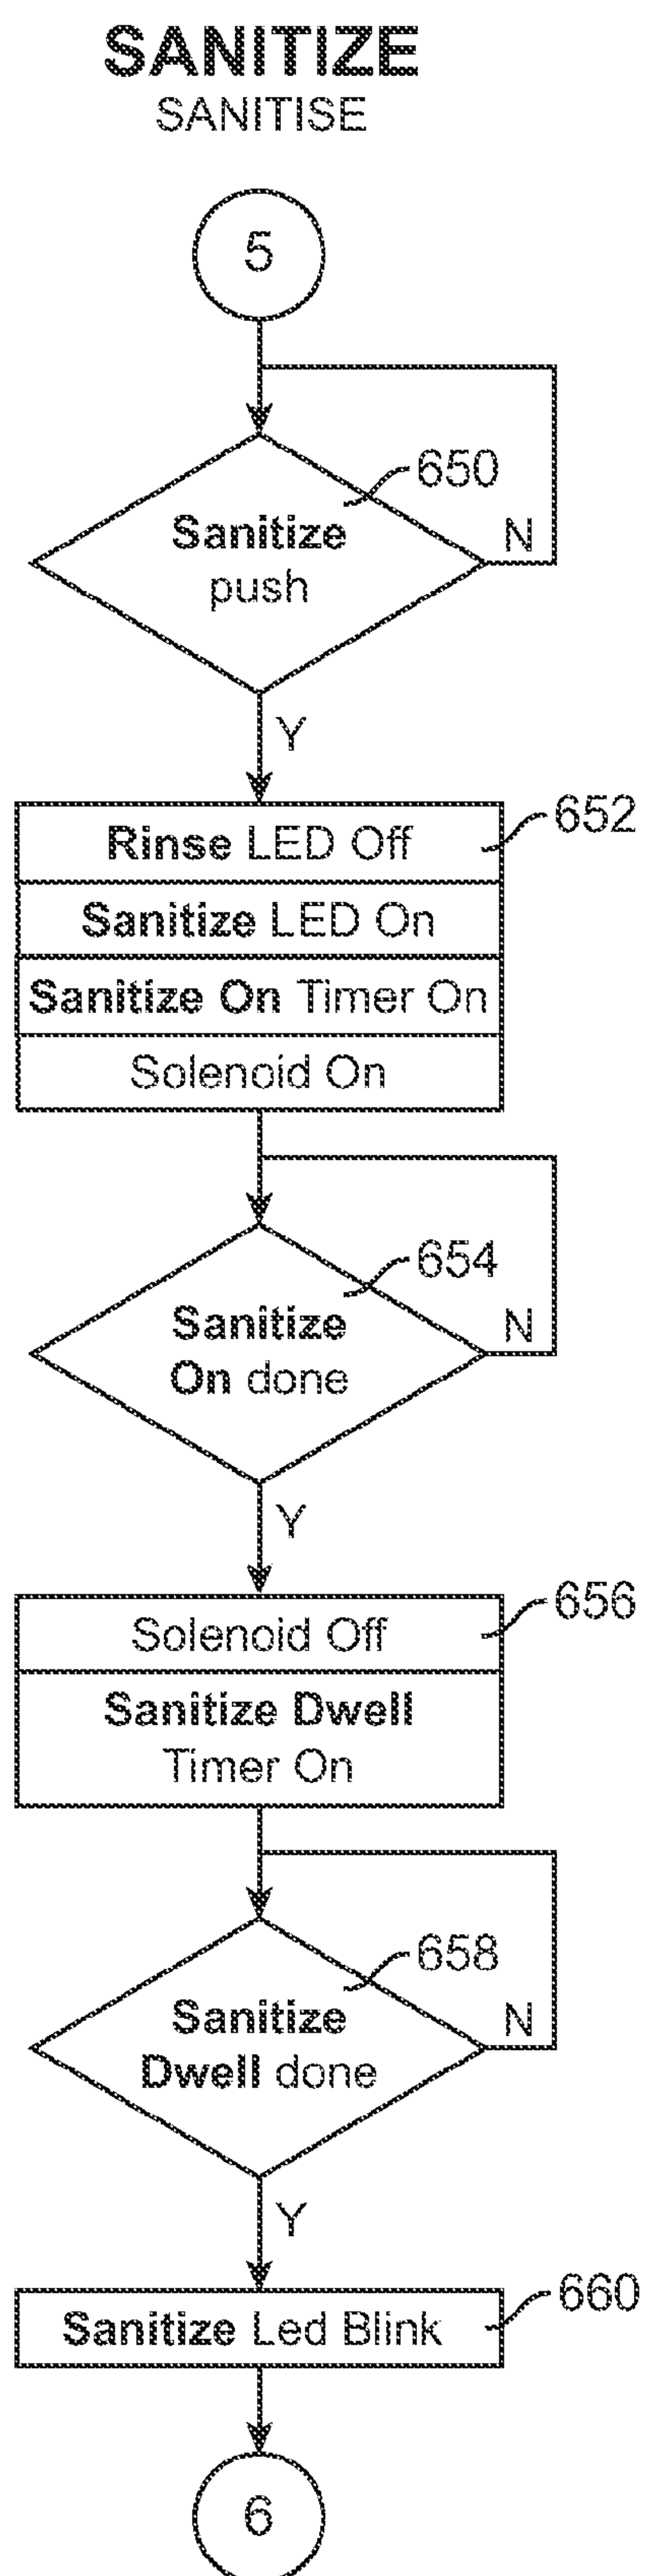 SANITIZE
SANITISE
5
650
Sanitize
push
N
Y
652
Rinse LED Off
Sanitize LED On
Sanitize On Timer On
Solenoid On
654
Sanitize
On done
N
Y
656
Solenoid Off
Sanitize Dwell
Timer On
658
Sanitize
Dwell done
N
Y
660
Sanitize Led Blink
6